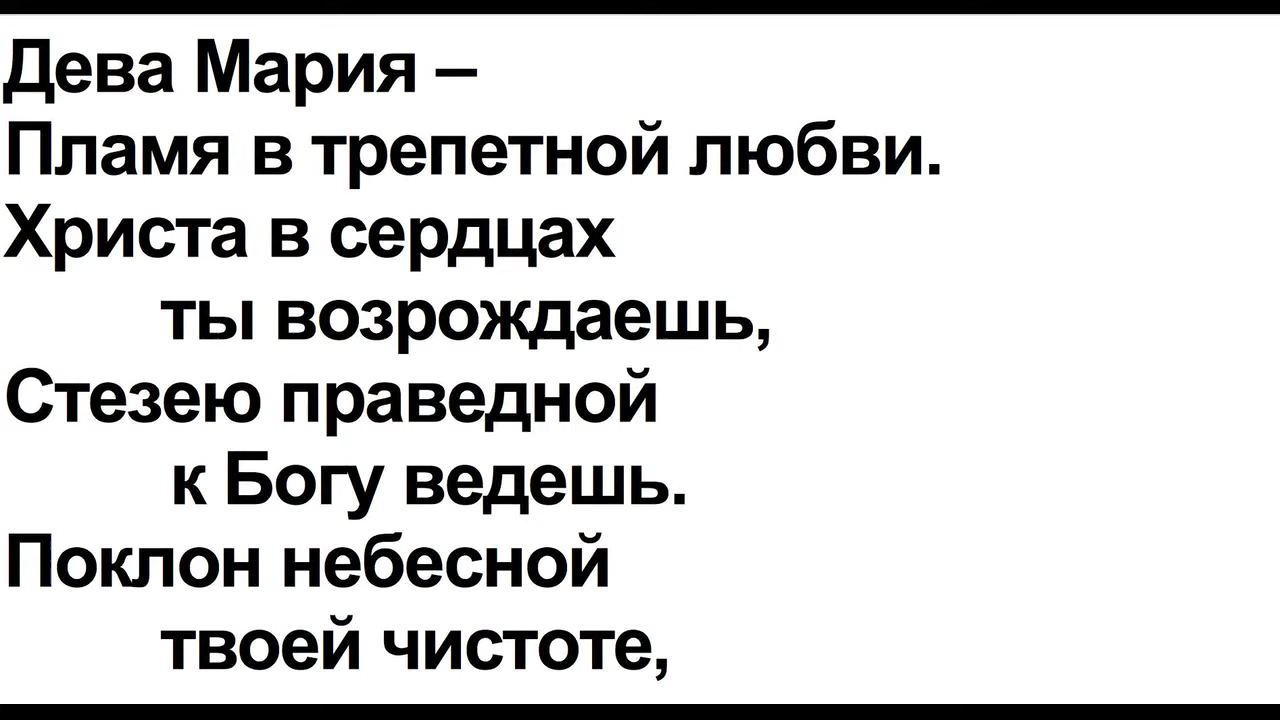 Дева Мария –
Пламя в трепетной любви.
Христа в сердцах
ты возрождаешь,
Стезею праведной
к Богу ведешь.
Поклон небесной
твоей чистоте,